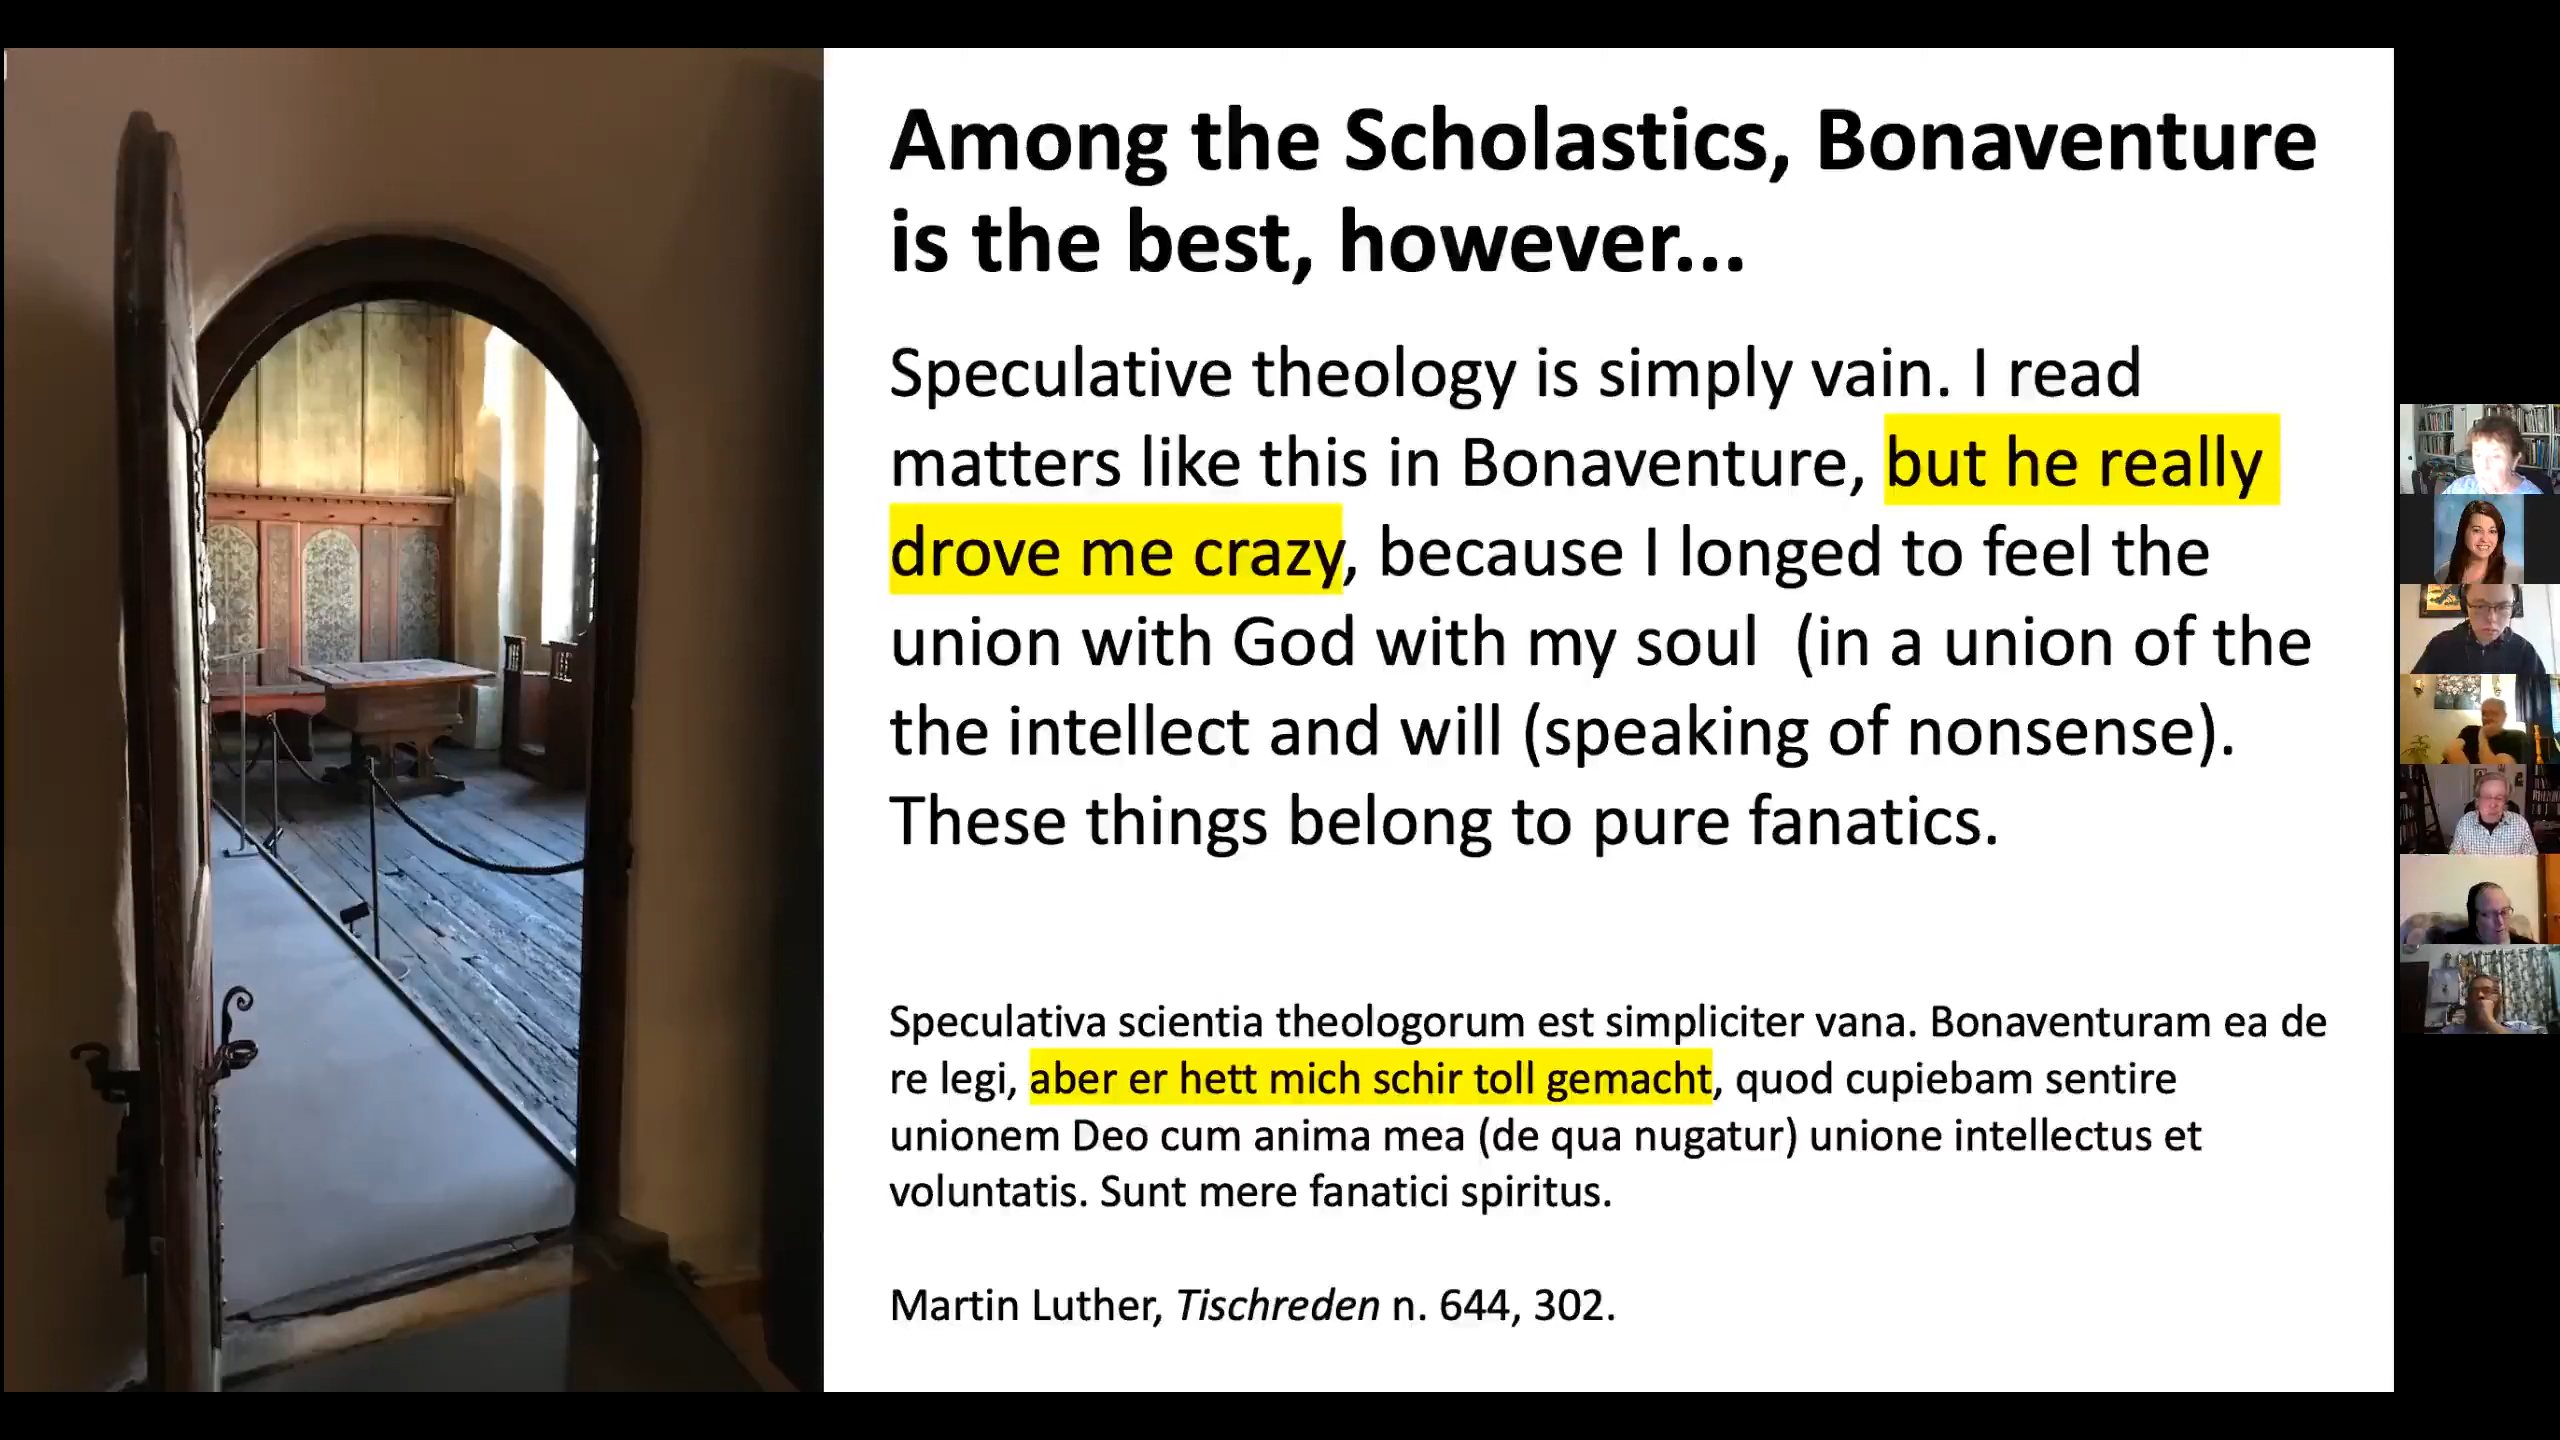 Among the Scholastics, Bonaventure
is the best, however...
Speculative theology is simply vain. I read
matters like this in Bonaventure, but he really
drove me crazy, because I longed to feel the
union with God with my soul (in a union of the
the intellect and will (speaking of nonsense).
These things belong to pure fanatics.
Speculativa scientia theologorum est simpliciter vana. Bonaventuram ea de
re legi, aber er hett mich schir toll gemacht, quod cupiebam sentire
unionem Deo cum anima mea (de qua nugatur) unione intellectus et
voluntatis. Sunt mere fanatici spiritus.
Martin Luther, Tischreden n. 644, 302.